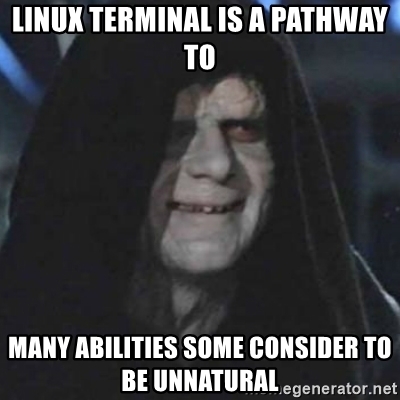 LINUX TERMINAL IS A PATHWAY
TO
MANY ABILITIES SOME CONSIDER TO
BE UNNATURAL
egenerator.net